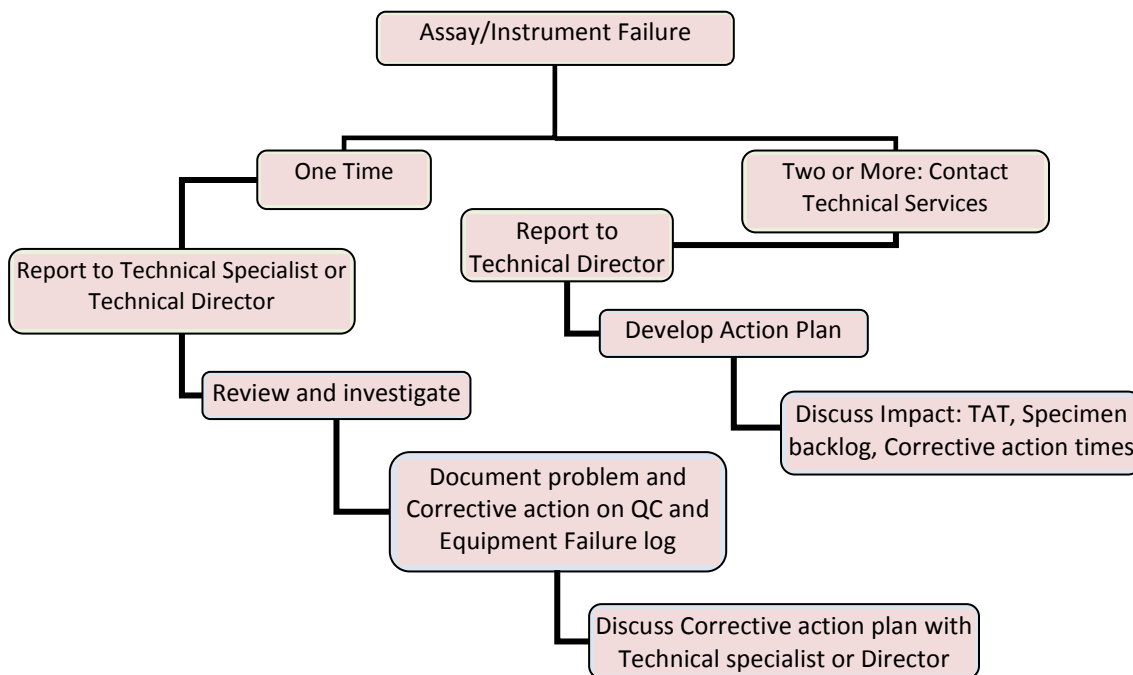 Assay/Instrument Failure
One Time
Two or More: Contact
Technical Services
Report to
Technical Director
Report to Technical Specialist or
Technical Director
Develop Action Plan
Review and investigate
Discuss Impact: TAT, Specimen
backlog, Corrective action times
Document problem and
Corrective action on QC and
Equipment Failure log
Discuss Corrective action plan with
Technical specialist or Director